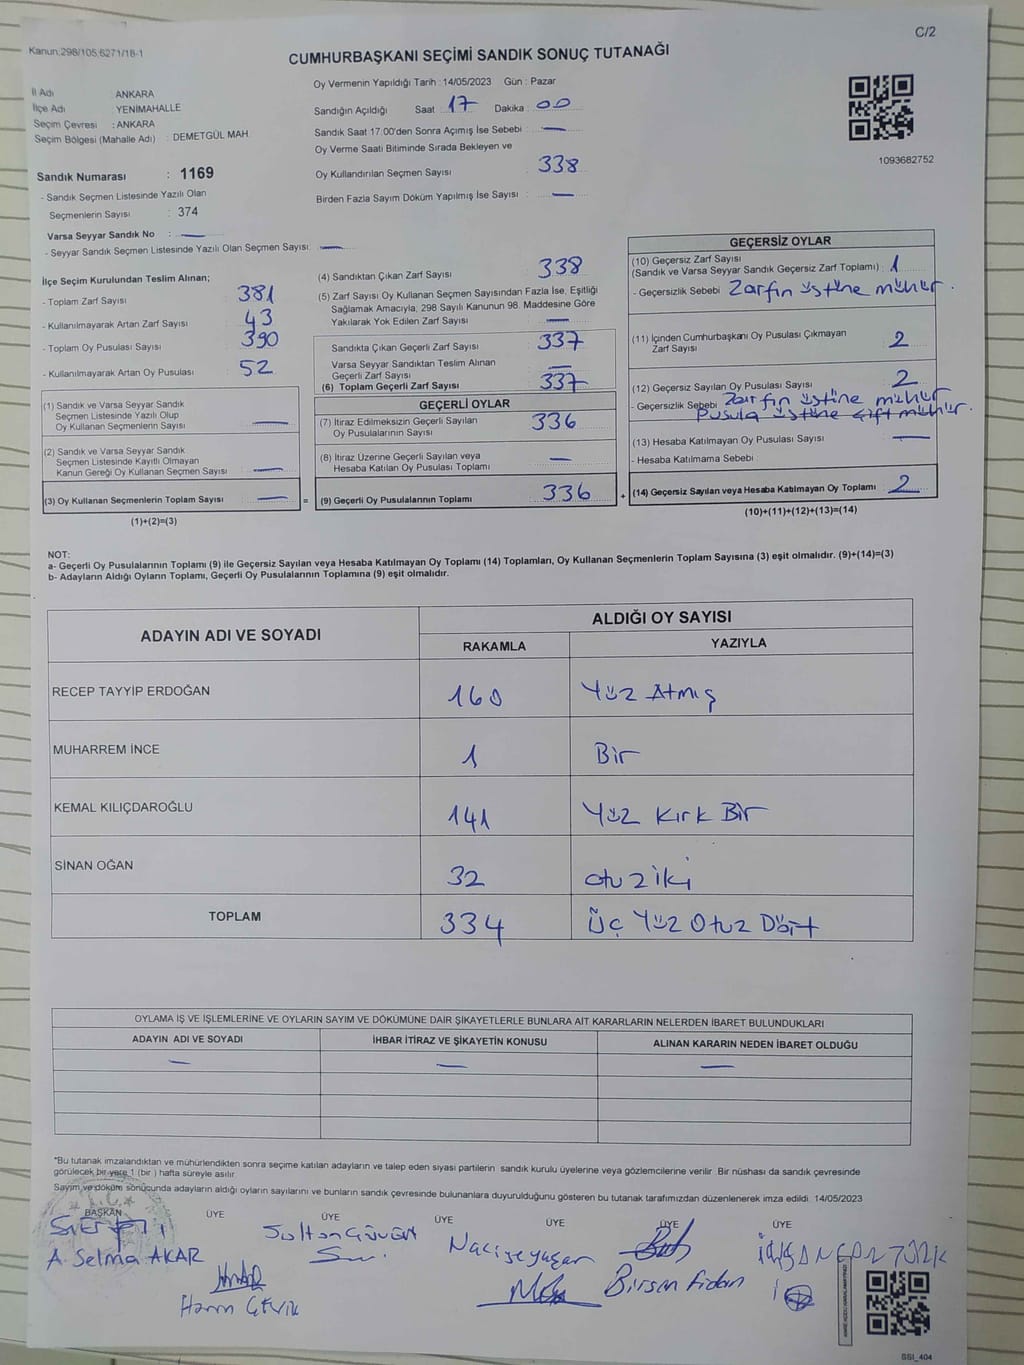 Kanun;298/105,6271/18-1
C/2
CUMHURBAŞKANI SEÇİMİ SANDIK SONUÇ TUTANAĞI
İl Adı ANKARA
İlçe Adı : YENİMAHALLE
Seçim Çevresi : ANKARA
Seçim Bölgesi (Mahalle Adı) : DEMETGÜL MAH.
Sandık Numarası : 1169
- Sandık Seçmen Listesinde Yazılı Olan
Seçmenlerin Sayısı : 374
Varsa Seyyar Sandık No : —
- Seyyar Sandık Seçmen Listesinde Yazılı Olan Seçmen Sayısı: —
Oy Vermenin Yapıldığı Tarih : 14/05/2023 Gün : Pazar
Sandığın Açıldığı Saat : 17 Dakika : 00
Sandık Saat 17:00'den Sonra Açımış İse Sebebi : —
Oy Verme Saati Bitiminde Sırada Bekleyen ve
Oy Kullandırılan Seçmen Sayısı : 338
Birden Fazla Sayım Döküm Yapılmış İse Sayısı : —
1093682752
İlçe Seçim Kurulundan Teslim Alınan;
- Toplam Zarf Sayısı 381
- Kullanılmayarak Artan Zarf Sayısı 43
- Toplam Oy Pusulası Sayısı 390
- Kullanılmayarak Artan Oy Pusulası 52
(1) Sandık ve Varsa Seyyar Sandık
Seçmen Listesinde Yazılı Olup
Oy Kullanan Seçmenlerin Sayısı —
(2) Sandık ve Varsa Seyyar Sandık
Seçmen Listesinde Kayıtlı Olmayan
Kanun Gereği Oy Kullanan Seçmen Sayısı —
(3) Oy Kullanan Seçmenlerin Toplam Sayısı — =
(1)+(2)=(3)
(4) Sandıktan Çıkan Zarf Sayısı 338
(5) Zarf Sayısı Oy Kullanan Seçmen Sayısından Fazla İse, Eşitliği
Sağlamak Amacıyla; 298 Sayılı Kanunun 98. Maddesine Göre
Yakılarak Yok Edilen Zarf Sayısı —
Sandıkta Çıkan Geçerli Zarf Sayısı 337
Varsa Seyyar Sandıktan Teslim Alınan
Geçerli Zarf Sayısı —
(6) Toplam Geçerli Zarf Sayısı 337
GEÇERLİ OYLAR
(7) İtiraz Edilmeksizin Geçerli Sayılan
Oy Pusulalarının Sayısı 336
(8) İtiraz Üzerine Geçerli Sayılan veya
Hesaba Katılan Oy Pusulası Toplamı —
(9) Geçerli Oy Pusulalarının Toplamı 336 +
GEÇERSİZ OYLAR
(10) Geçersiz Zarf Sayısı
(Sandık ve Varsa Seyyar Sandık Geçersiz Zarf Toplamı) : 1
- Geçersizlik Sebebi Zarfın üstüne mühür.
(11) İçinden Cumhurbaşkanı Oy Pusulası Çıkmayan
Zarf Sayısı 2
(12) Geçersiz Sayılan Oy Pusulası Sayısı 2
- Geçersizlik Sebebi Zarfın üstüne mühür
Pusula üstüne çift mühür.
(13) Hesaba Katılmayan Oy Pusulası Sayısı —
- Hesaba Katılmama Sebebi
(14) Geçersiz Sayılan veya Hesaba Katılmayan Oy Toplamı 2
(10)+(11)+(12)+(13)=(14)
NOT:
a- Geçerli Oy Pusulalarının Toplamı (9) ile Geçersiz Sayılan veya Hesaba Katılmayan Oy Toplamı (14) Toplamları, Oy Kullanan Seçmenlerin Toplam Sayısına (3) eşit olmalıdır. (9)+(14)=(3)
b- Adayların Aldığı Oyların Toplamı, Geçerli Oy Pusulalarının Toplamına (9) eşit olmalıdır.
ADAYIN ADI VE SOYADI ALDIĞI OY SAYISI
RAKAMLA YAZIYLA
RECEP TAYYİP ERDOĞAN 160 Yüz Atmış
MUHARREM İNCE 1 Bir
KEMAL KILIÇDAROĞLU 141 Yüz Kırk Bir
SİNAN OĞAN 32 otuz iki
TOPLAM 334 Üç Yüz Otuz Dört
OYLAMA İŞ VE İŞLEMLERİNE VE OYLARIN SAYIM VE DÖKÜMÜNE DAİR ŞİKAYETLERLE BUNLARA AİT KARARLARIN NELERDEN İBARET BULUNDUKLARI
ADAYIN ADI VE SOYADI İHBAR İTİRAZ VE ŞİKAYETİN KONUSU ALINAN KARARIN NEDEN İBARET OLDUĞU
— — —
"Bu tutanak imzalandıktan ve mühürlendikten sonra seçime katılan adayların ve talep eden siyasi partilerin sandık kurulu üyelerine veya gözlemcilerine verilir. Bir nüshası da sandık çevresinde
görülecek bir yere 1 (bir ) hafta süreyle asılır.
Sayım ve döküm sonucunda adayların aldığı oyların sayılarını ve bunların sandık çevresinde bulunanlara duyurulduğunu gösteren bu tutanak tarafımızdan düzenlenerek imza edildi. 14/05/2023
T.C.
BAŞKAN ÜYE ÜYE ÜYE ÜYE ÜYE ÜYE
A. Selma AKAR
Birsen Fidan
SSI_404